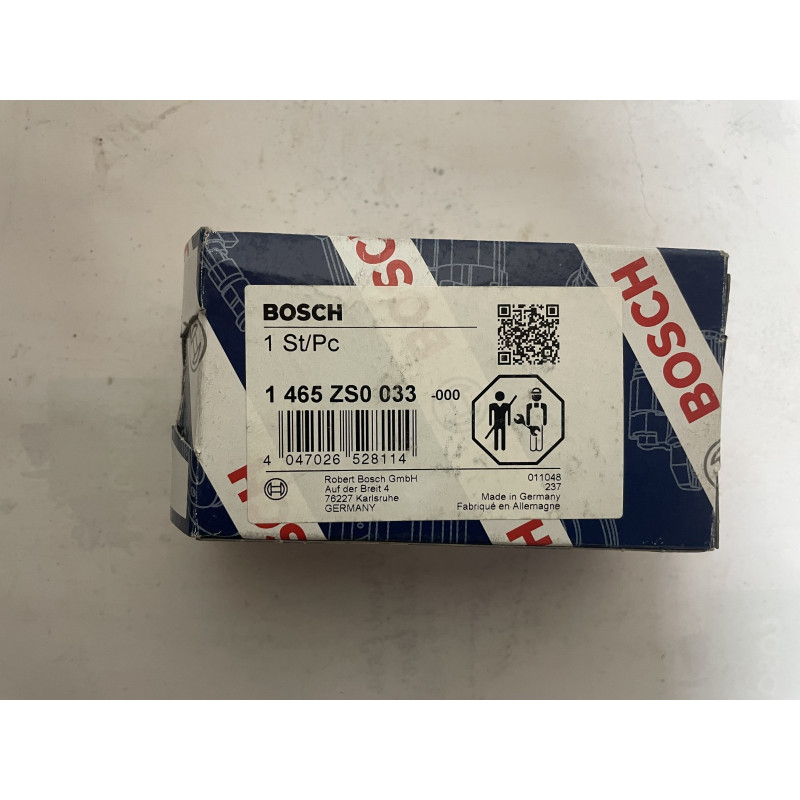 BOSCH
1 St/Pc
1 465 ZS0 033 -000
4 047026 528114
Robert Bosch GmbH
Auf der Breit 4
76227 Karlsruhe
GERMANY
011048
237
Made in Germany
Fabriqué en Allemagne
BOSCH